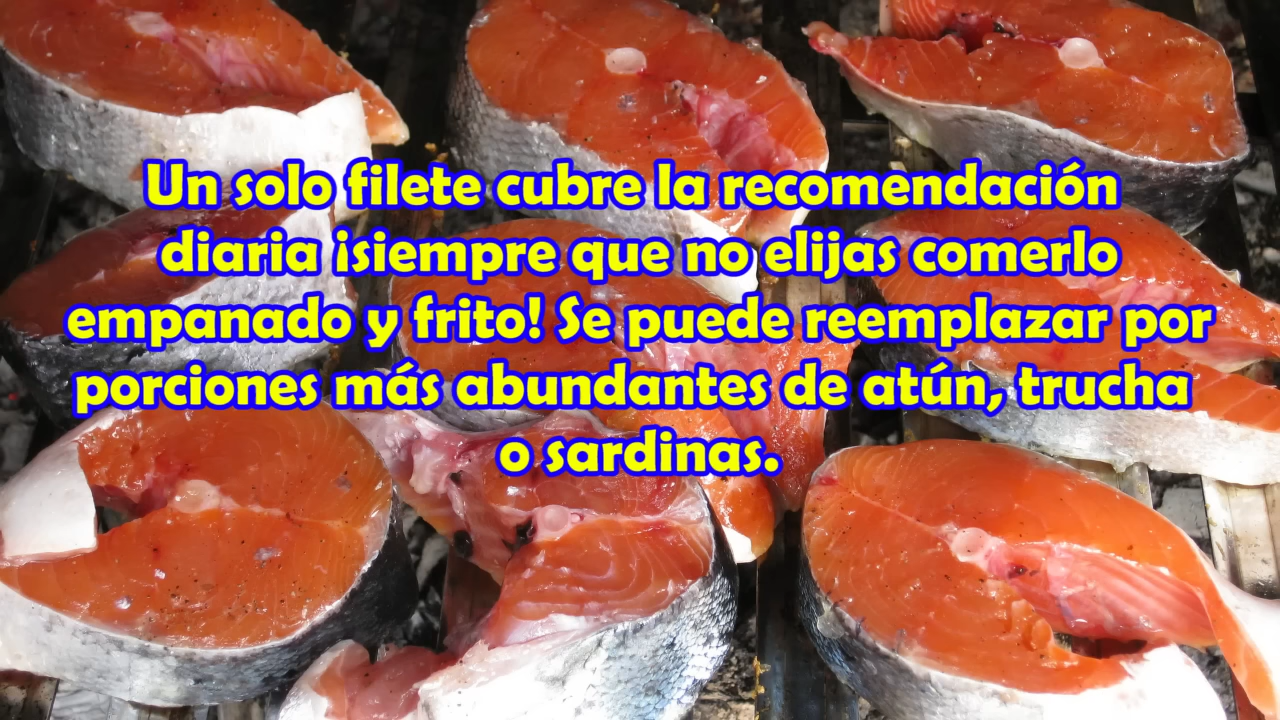 Un solo filete cubre la recomendación
diaria ¡siempre que no elijas comerlo
empanado y frito! Se puede reemplazar por
porciones más abundantes de atún, trucha
o sardinas.